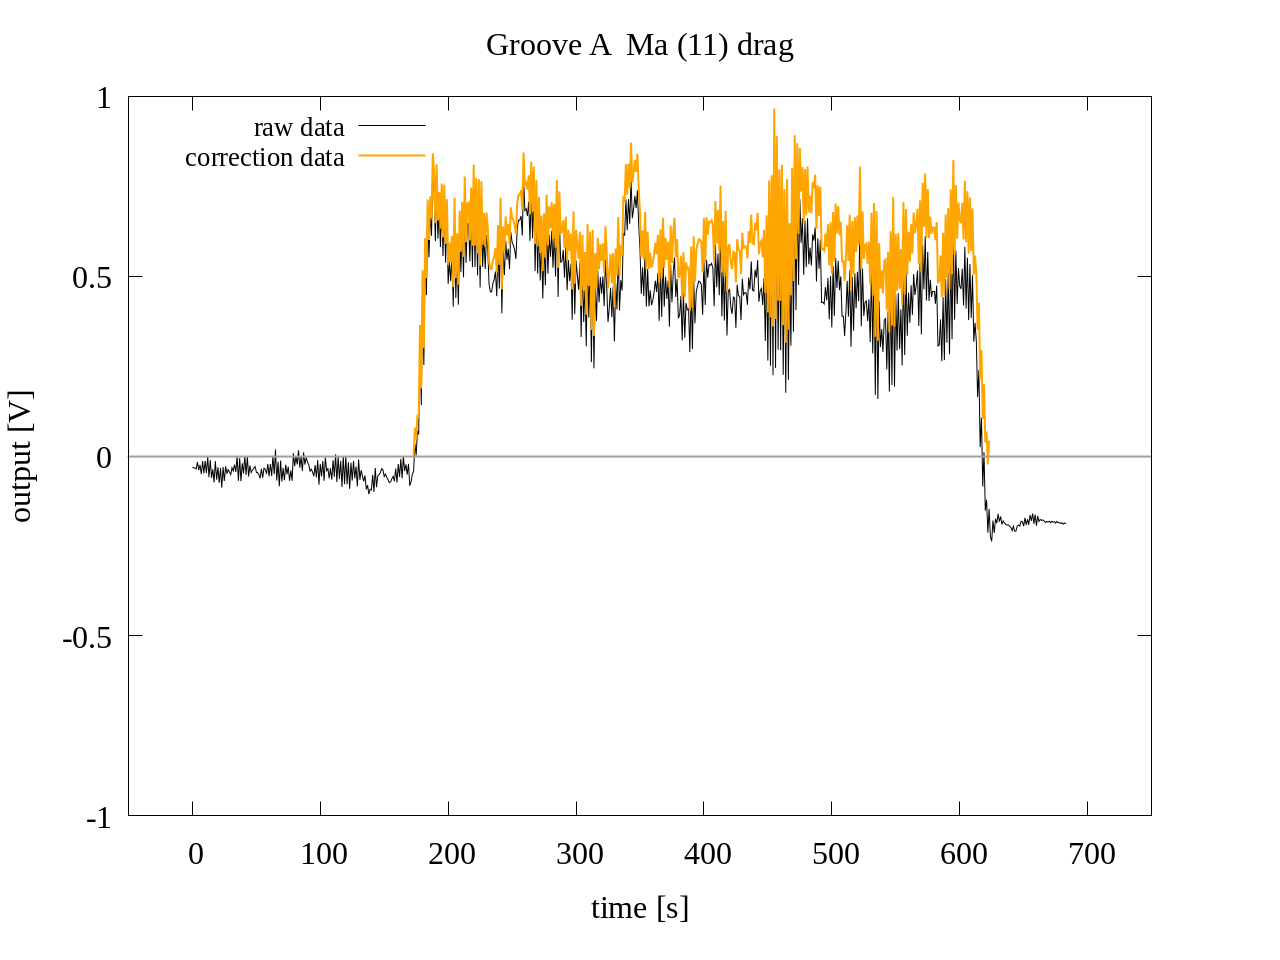 Groove A  Ma (11) drag
raw data
correction data
1
0.5
0
-0.5
-1
output [V]
0 100 200 300 400 500 600 700
time [s]